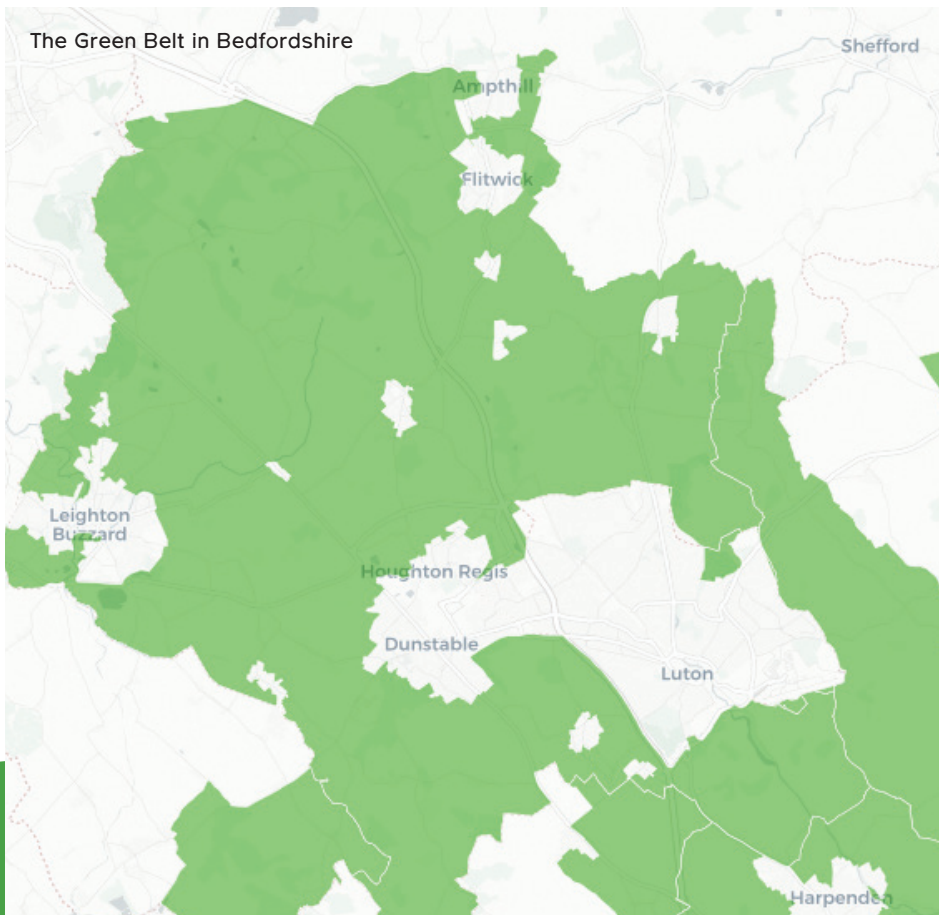 The Green Belt in Bedfordshire
Shefford
Ampthill
Flitwick
Leighton
Buzzard
Houghton Regis
Dunstable
Luton
Harpenden